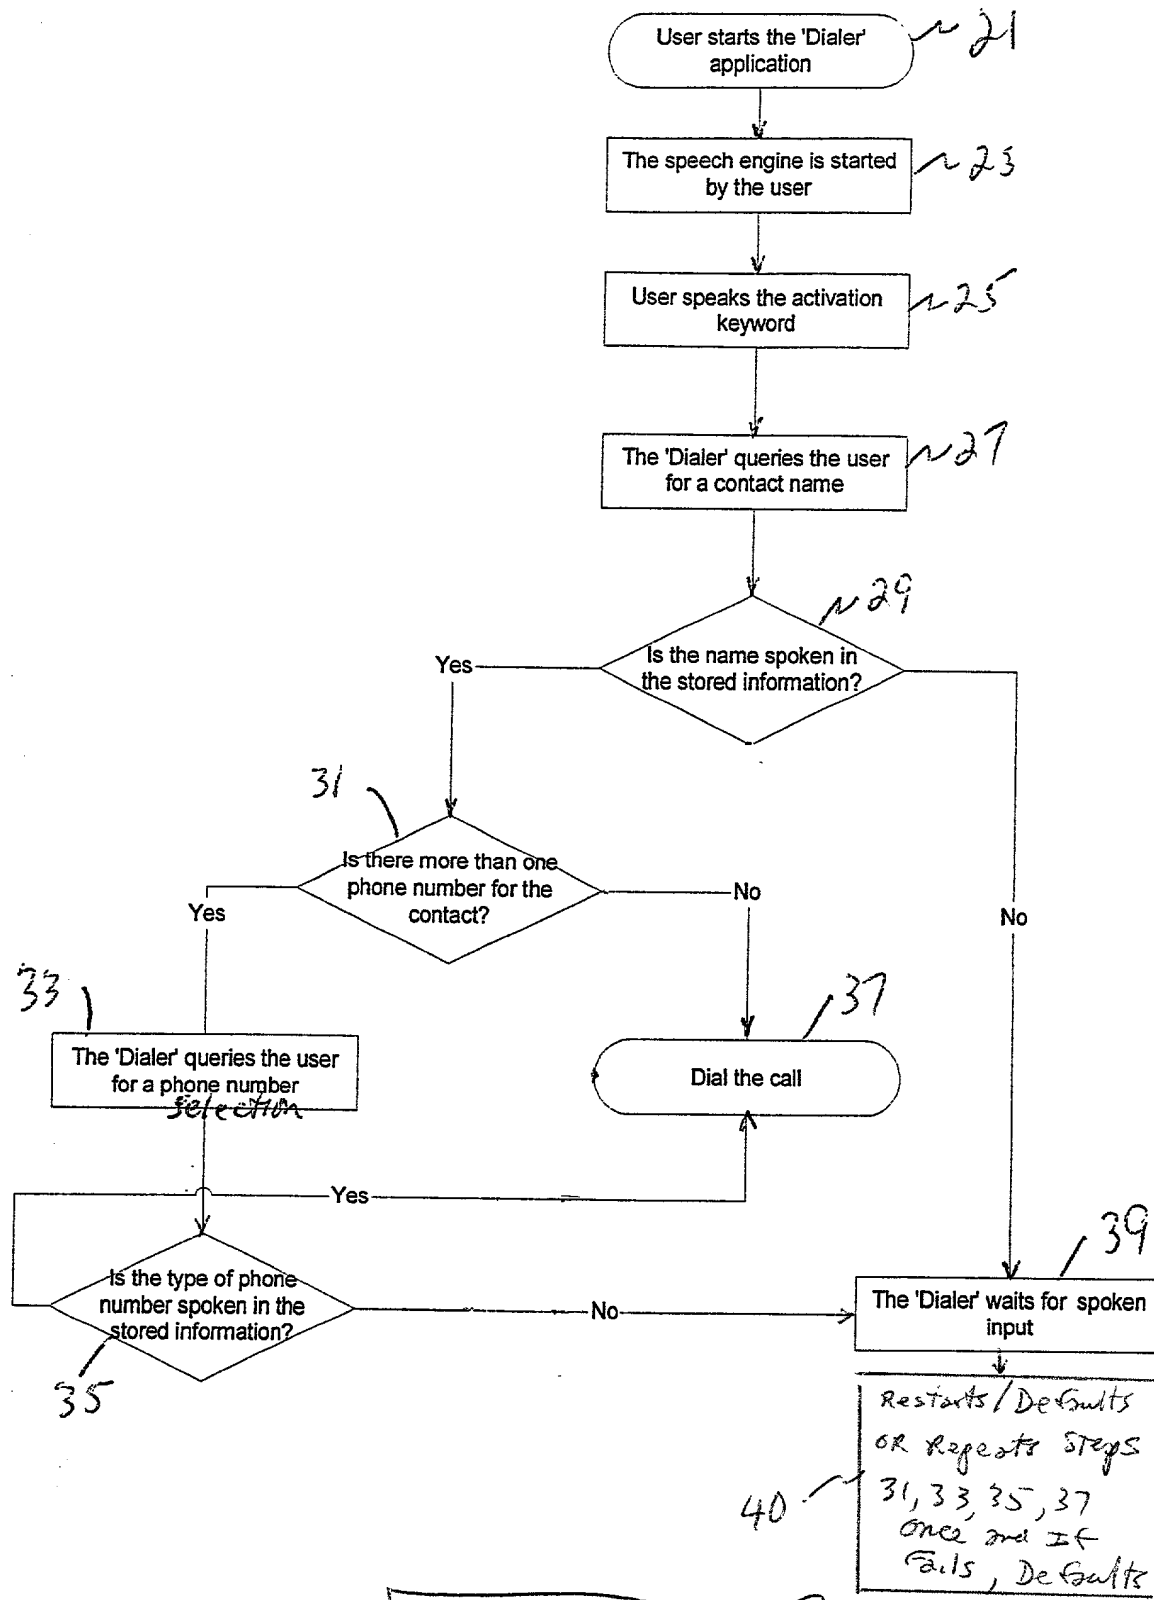 User starts the 'Dialer'
application
21
The speech engine is started
by the user
23
User speaks the activation
keyword
25
The 'Dialer' queries the user
for a contact name
27
29
Is the name spoken in
the stored information?
Yes
No
31
Is there more than one
phone number for the
contact?
Yes
No
33
The 'Dialer' queries the user
for a phone number
selection
37
Dial the call
Yes
Is the type of phone
number spoken in the
stored information?
35
No
39
The 'Dialer' waits for spoken
input
40
Restarts/Defaults
OR Repeats Steps
31, 33, 35, 37
once and If
Fails, Defaults